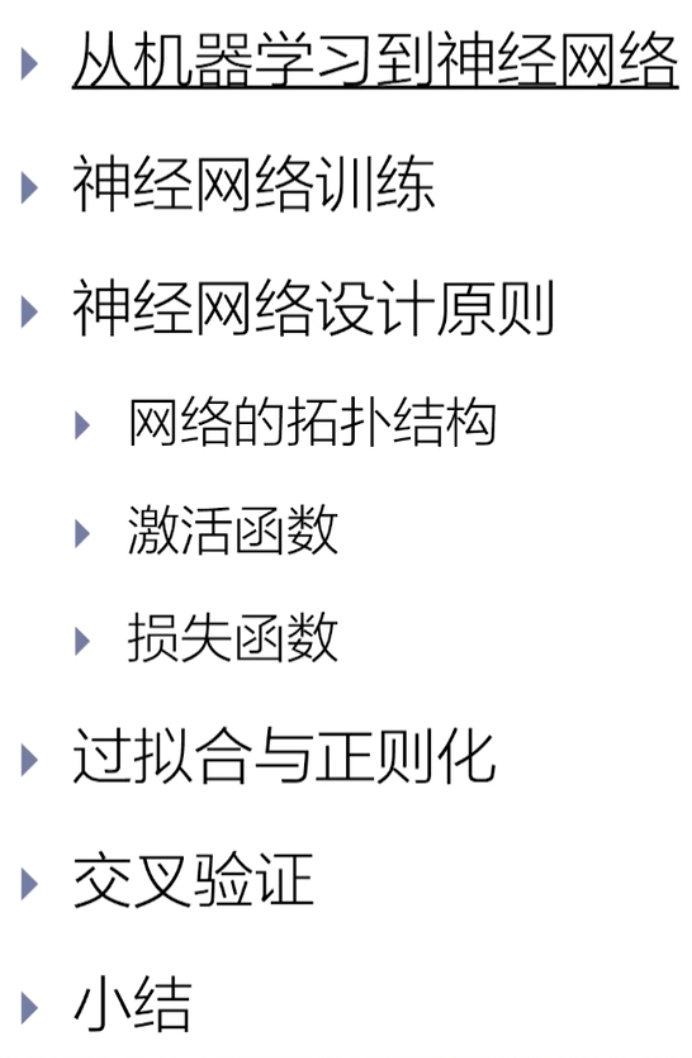 从机器学习到神经网络
神经网络训练
神经网络设计原则
网络的拓扑结构
激活函数
损失函数
过拟合与正则化
交叉验证
小结